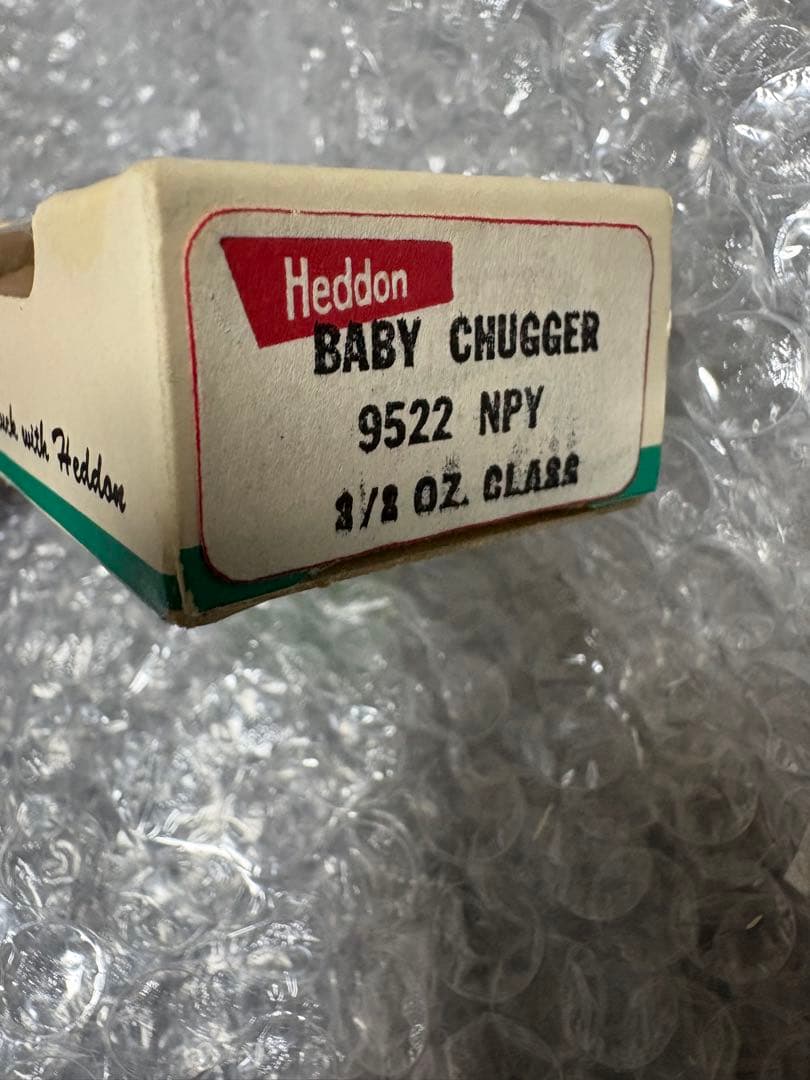 Heddon
BABY CHUGGER
9522 NPY
3/8 OZ. CLASS
with Heddon